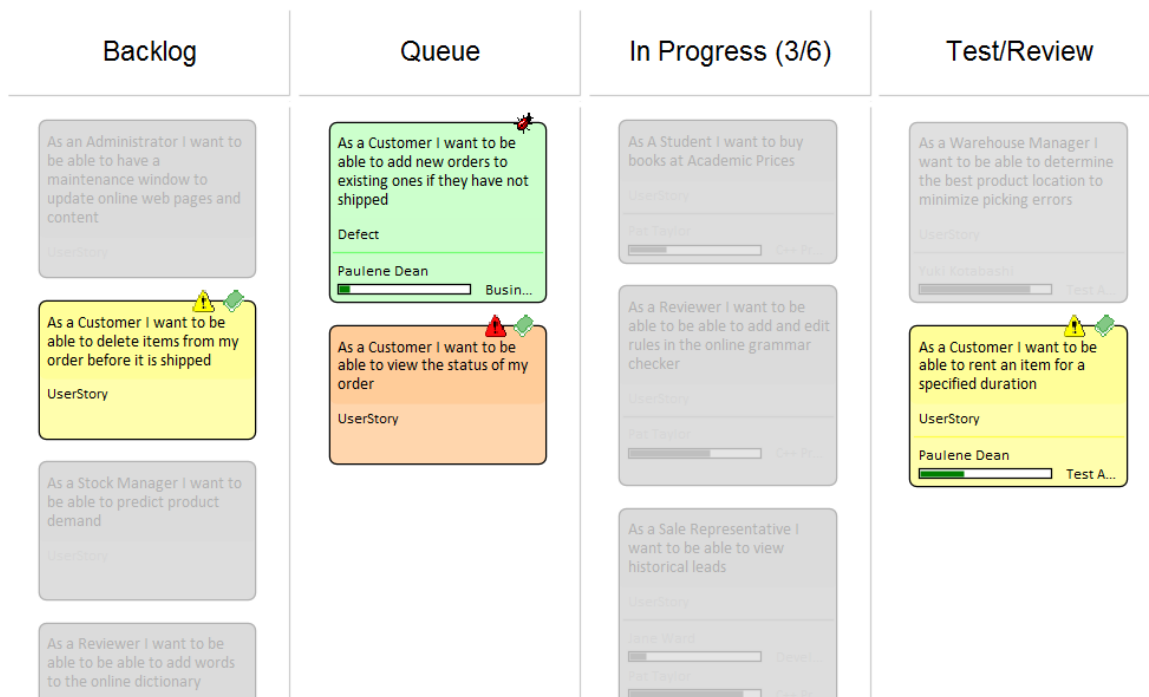 Backlog
Queue
In Progress (3/6)
Test/Review
As an Administrator I want to
be able to have a
maintenance window to
update online web pages and
content
UserStory
As a Customer I want to be
able to delete items from my
order before it is shipped
UserStory
As a Stock Manager I want to
be able to predict product
demand
UserStory
As a Reviewer I want to be
able to be able to add words
to the online dictionary
As a Customer I want to be
able to add new orders to
existing ones if they have not
shipped
Defect
Paulene Dean
Busin...
As a Customer I want to be
able to view the status of my
order
UserStory
As A Student I want to buy
books at Academic Prices
UserStory
Pat Taylor
C++ Pr...
As a Reviewer I want to be
able to be able to add and edit
rules in the online grammar
checker
UserStory
Pat Taylor
C++ Pr...
As a Sale Representative I
want to be able to view
historical leads
UserStory
Jane Ward
Devel...
Pat Taylor
C++ Pr...
As a Warehouse Manager I
want to be able to determine
the best product location to
minimize picking errors
UserStory
Yuki Kotabashi
Test A...
As a Customer I want to be
able to rent an item for a
specified duration
UserStory
Paulene Dean
Test A...